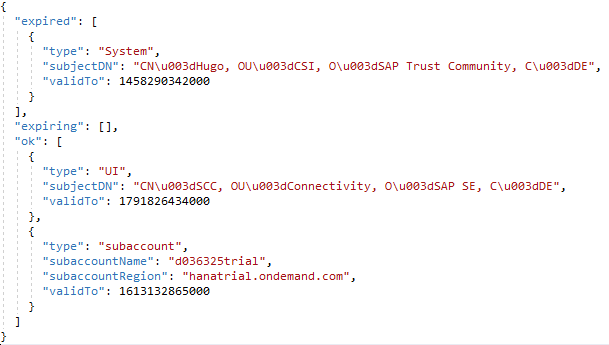 {
  "expired": [
    {
      "type": "System",
      "subjectDN": "CN\u003dHugo, OU\u003dCSI, O\u003dSAP Trust Community, C\u003dDE",
      "validTo": 1458290342000
    }
  ],
  "expiring": [],
  "ok": [
    {
      "type": "UI",
      "subjectDN": "CN\u003dSCC, OU\u003dConnectivity, O\u003dSAP SE, C\u003dDE",
      "validTo": 1791826434000
    },
    {
      "type": "subaccount",
      "subaccountName": "d036325trial",
      "subaccountRegion": "hanatrial.ondemand.com",
      "validTo": 1613132865000
    }
  ]
}